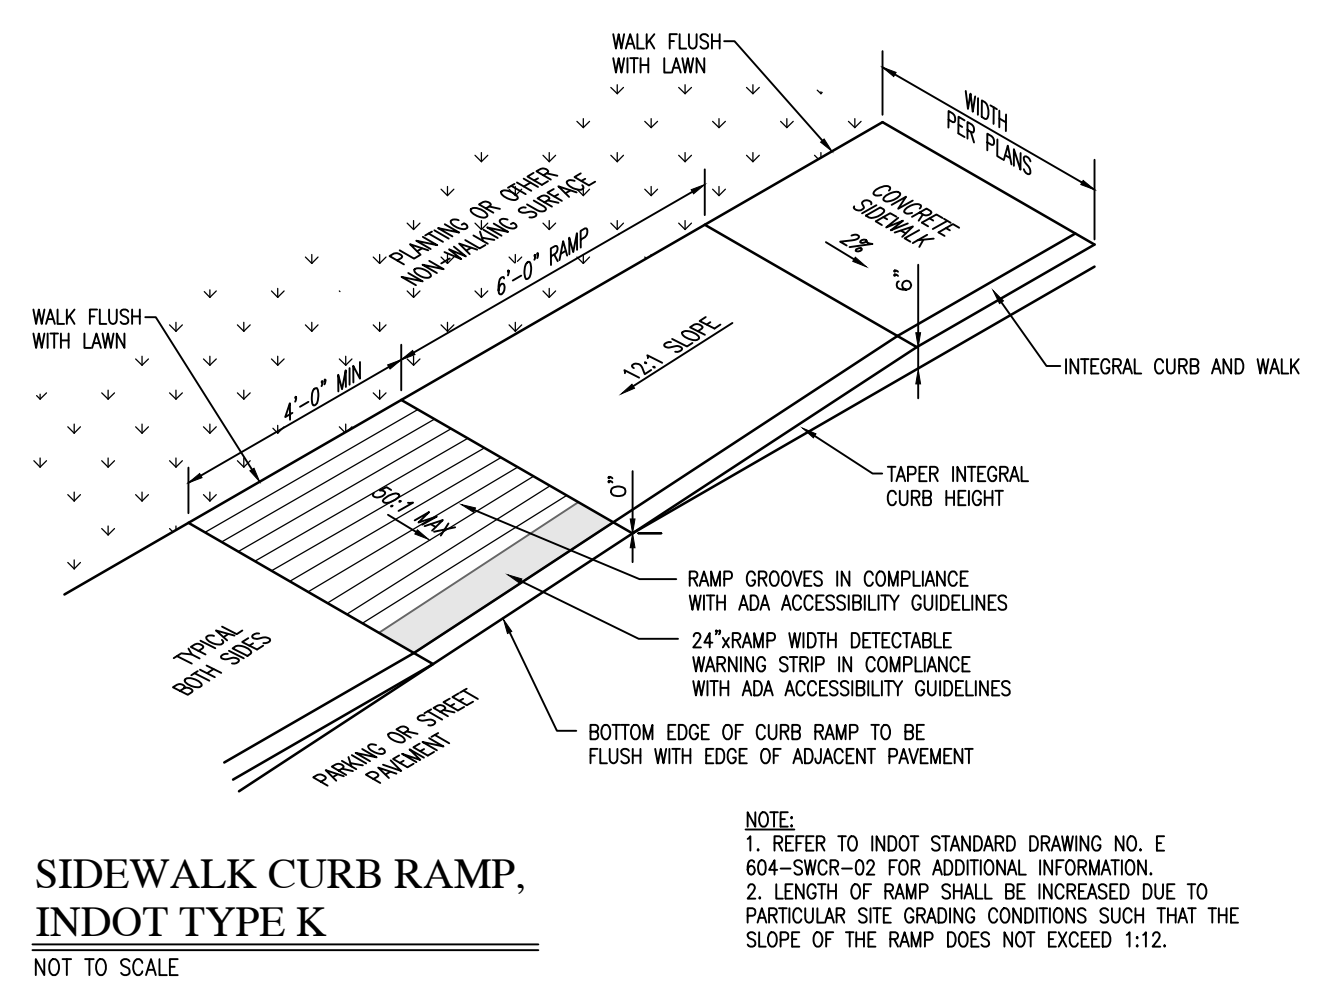 WALK FLUSH
WITH LAWN
WIDTH
PER PLANS
PLANTING OR OTHER
NON-WALKING SURFACE
CONCRETE
SIDEWALK
2%
6"
6'-0" RAMP
WALK FLUSH
WITH LAWN
12:1 SLOPE
INTEGRAL CURB AND WALK
4'-0" MIN
TAPER INTEGRAL
CURB HEIGHT
0"
50:1 MAX
RAMP GROOVES IN COMPLIANCE
WITH ADA ACCESSIBILITY GUIDELINES
24"xRAMP WIDTH DETECTABLE
WARNING STRIP IN COMPLIANCE
WITH ADA ACCESSIBILITY GUIDELINES
TYPICAL
BOTH SIDES
PARKING OR STREET
PAVEMENT
BOTTOM EDGE OF CURB RAMP TO BE
FLUSH WITH EDGE OF ADJACENT PAVEMENT
NOTE:
1. REFER TO INDOT STANDARD DRAWING NO. E
604-SWCR-02 FOR ADDITIONAL INFORMATION.
2. LENGTH OF RAMP SHALL BE INCREASED DUE TO
PARTICULAR SITE GRADING CONDITIONS SUCH THAT THE
SLOPE OF THE RAMP DOES NOT EXCEED 1:12.
SIDEWALK CURB RAMP,
INDOT TYPE K
NOT TO SCALE